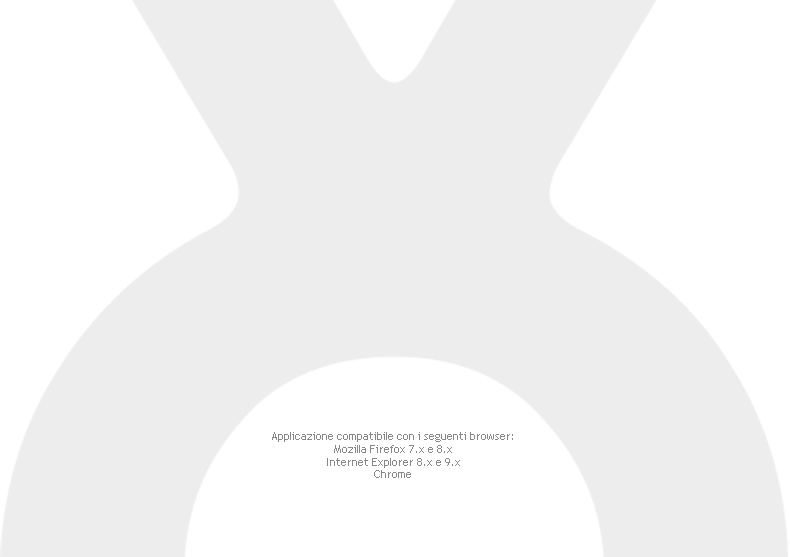 Applicazione compatibile con i seguenti browser:
Mozilla Firefox 7.x e 8.x
Internet Explorer 8.x e 9.x
Chrome